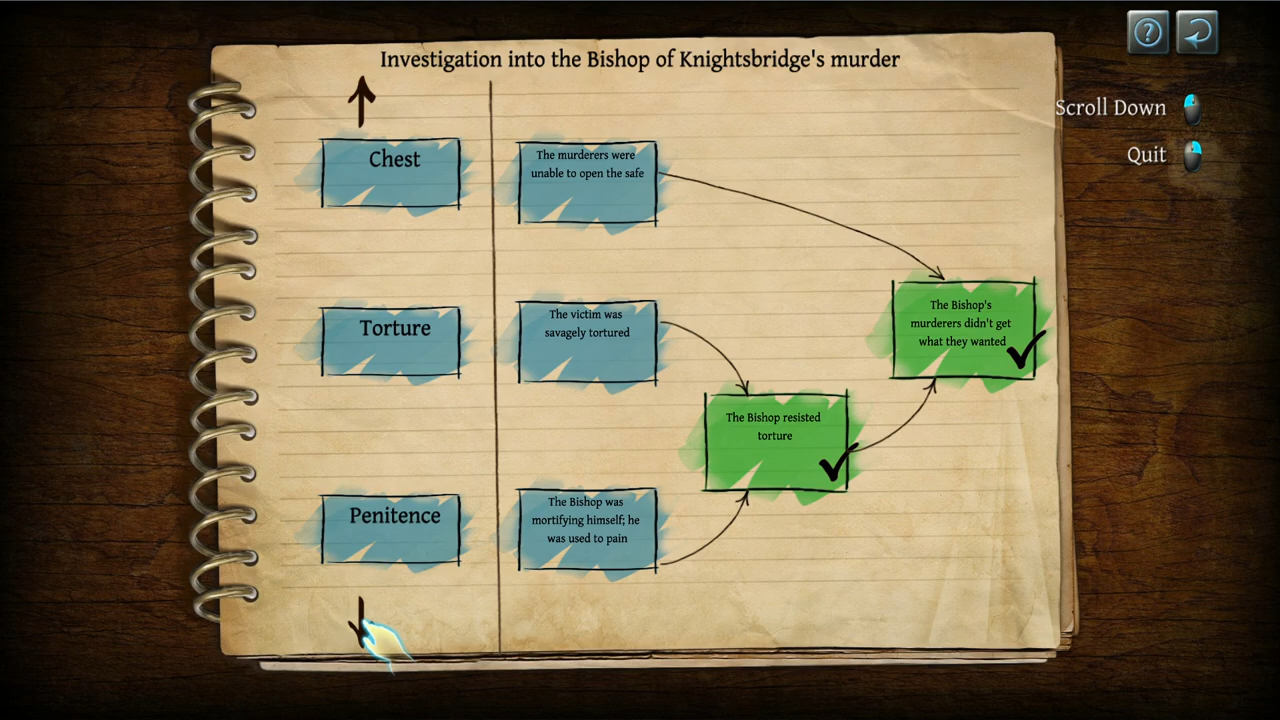 Investigation into the Bishop of Knightsbridge's murder
Scroll Down
Quit
Chest
The murderers were
unable to open the safe
The Bishop's
murderers didn't get
what they wanted
Torture
The victim was
savagely tortured
The Bishop resisted
torture
Penitence
The Bishop was
mortifying himself; he
was used to pain